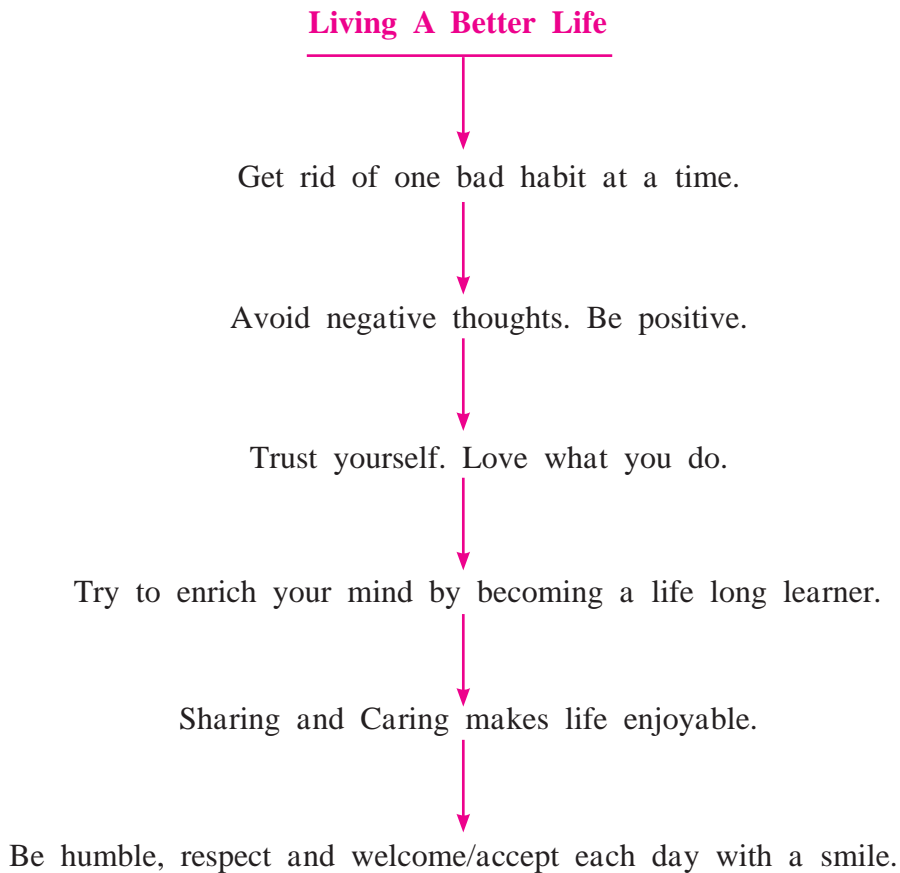 Living A Better Life
Get rid of one bad habit at a time.
Avoid negative thoughts. Be positive.
Trust yourself. Love what you do.
Try to enrich your mind by becoming a life long learner.
Sharing and Caring makes life enjoyable.
Be humble, respect and welcome/accept each day with a smile.